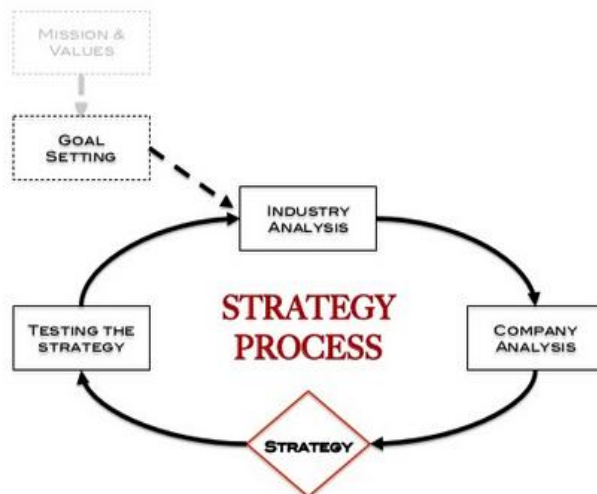 MISSION &
VALUES
GOAL
SETTING
INDUSTRY
ANALYSIS
STRATEGY
PROCESS
TESTING THE
STRATEGY
COMPANY
ANALYSIS
STRATEGY